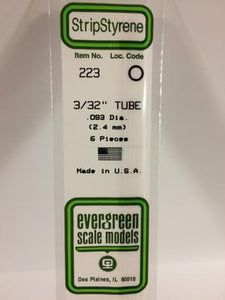 StripStyrene
Item No. Loc. Code
223
3/32" TUBE
.093 Dia.
(2.4 mm)
6 Pieces
Made in U.S.A.
evergreen
scale models
Des Plaines, IL 60018